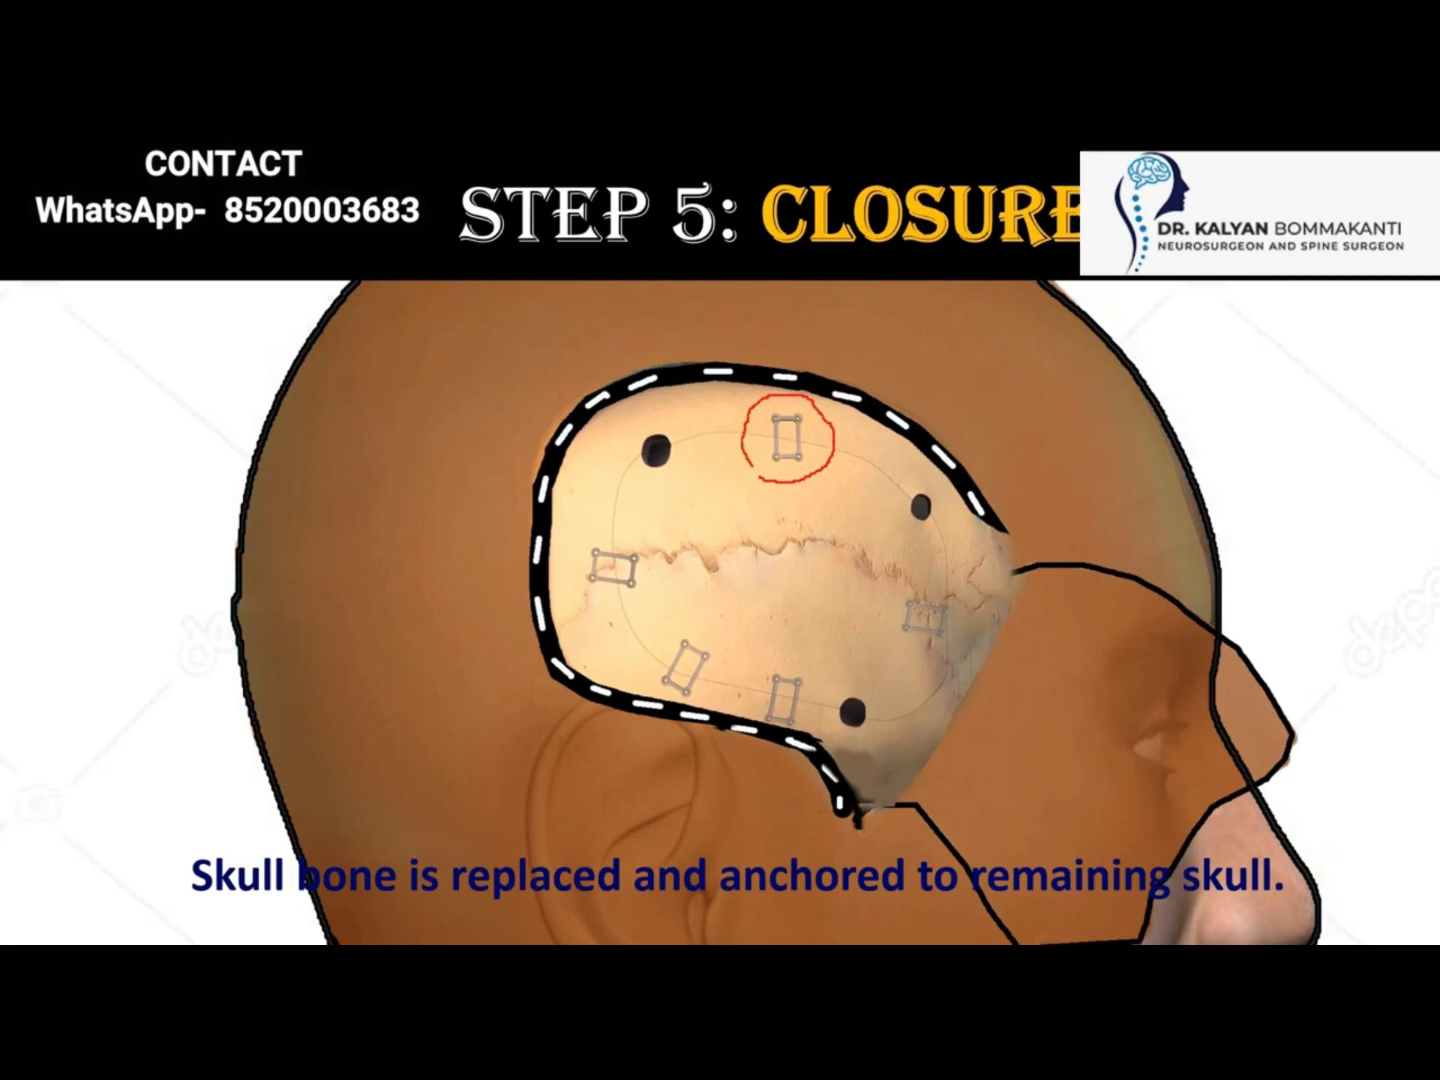 CONTACT
WhatsApp- 8520003683
STEP 5: CLOSURE
DR. KALYAN BOMMAKANTI
NEUROSURGEON AND SPINE SURGEON
Skull bone is replaced and anchored to remaining skull.